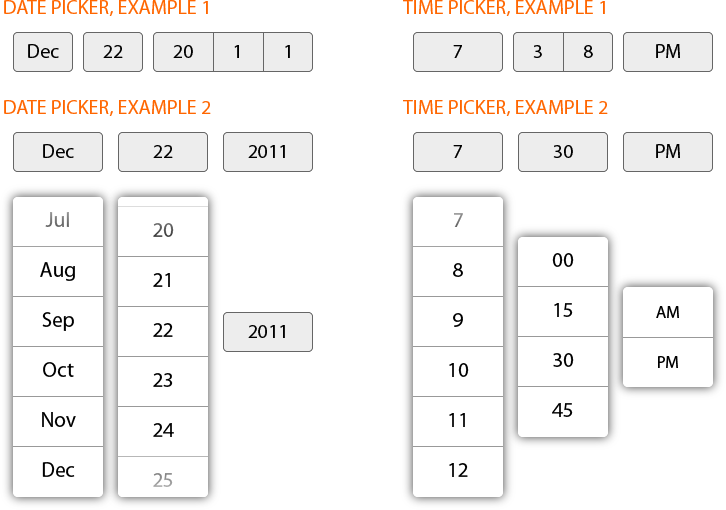 DATE PICKER, EXAMPLE 1
Dec 22 20 1 1
DATE PICKER, EXAMPLE 2
Dec 22 2011
Jul
Aug
Sep
Oct
Nov
Dec
20
21
22
23
24
25
2011
TIME PICKER, EXAMPLE 1
7 3 8 PM
TIME PICKER, EXAMPLE 2
7 30 PM
7
8
9
10
11
12
00
15
30
45
AM
PM